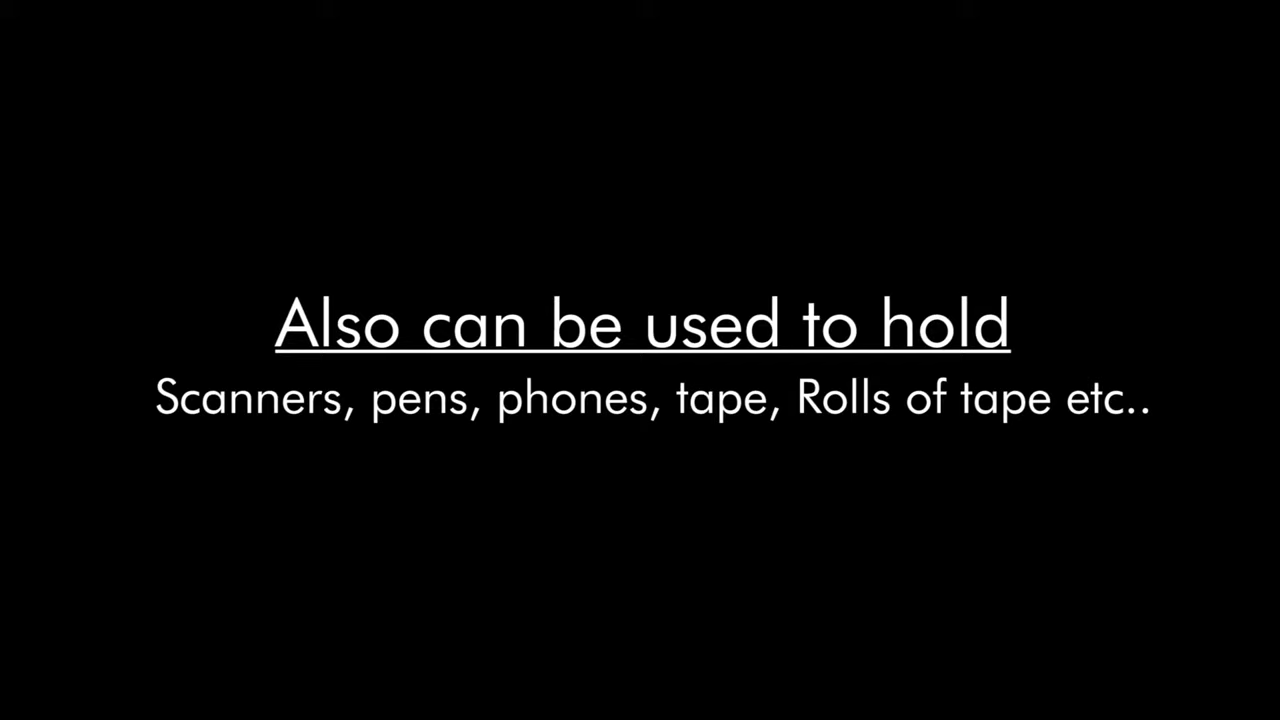 Also can be used to hold
Scanners, pens, phones, tape, Rolls of tape etc..